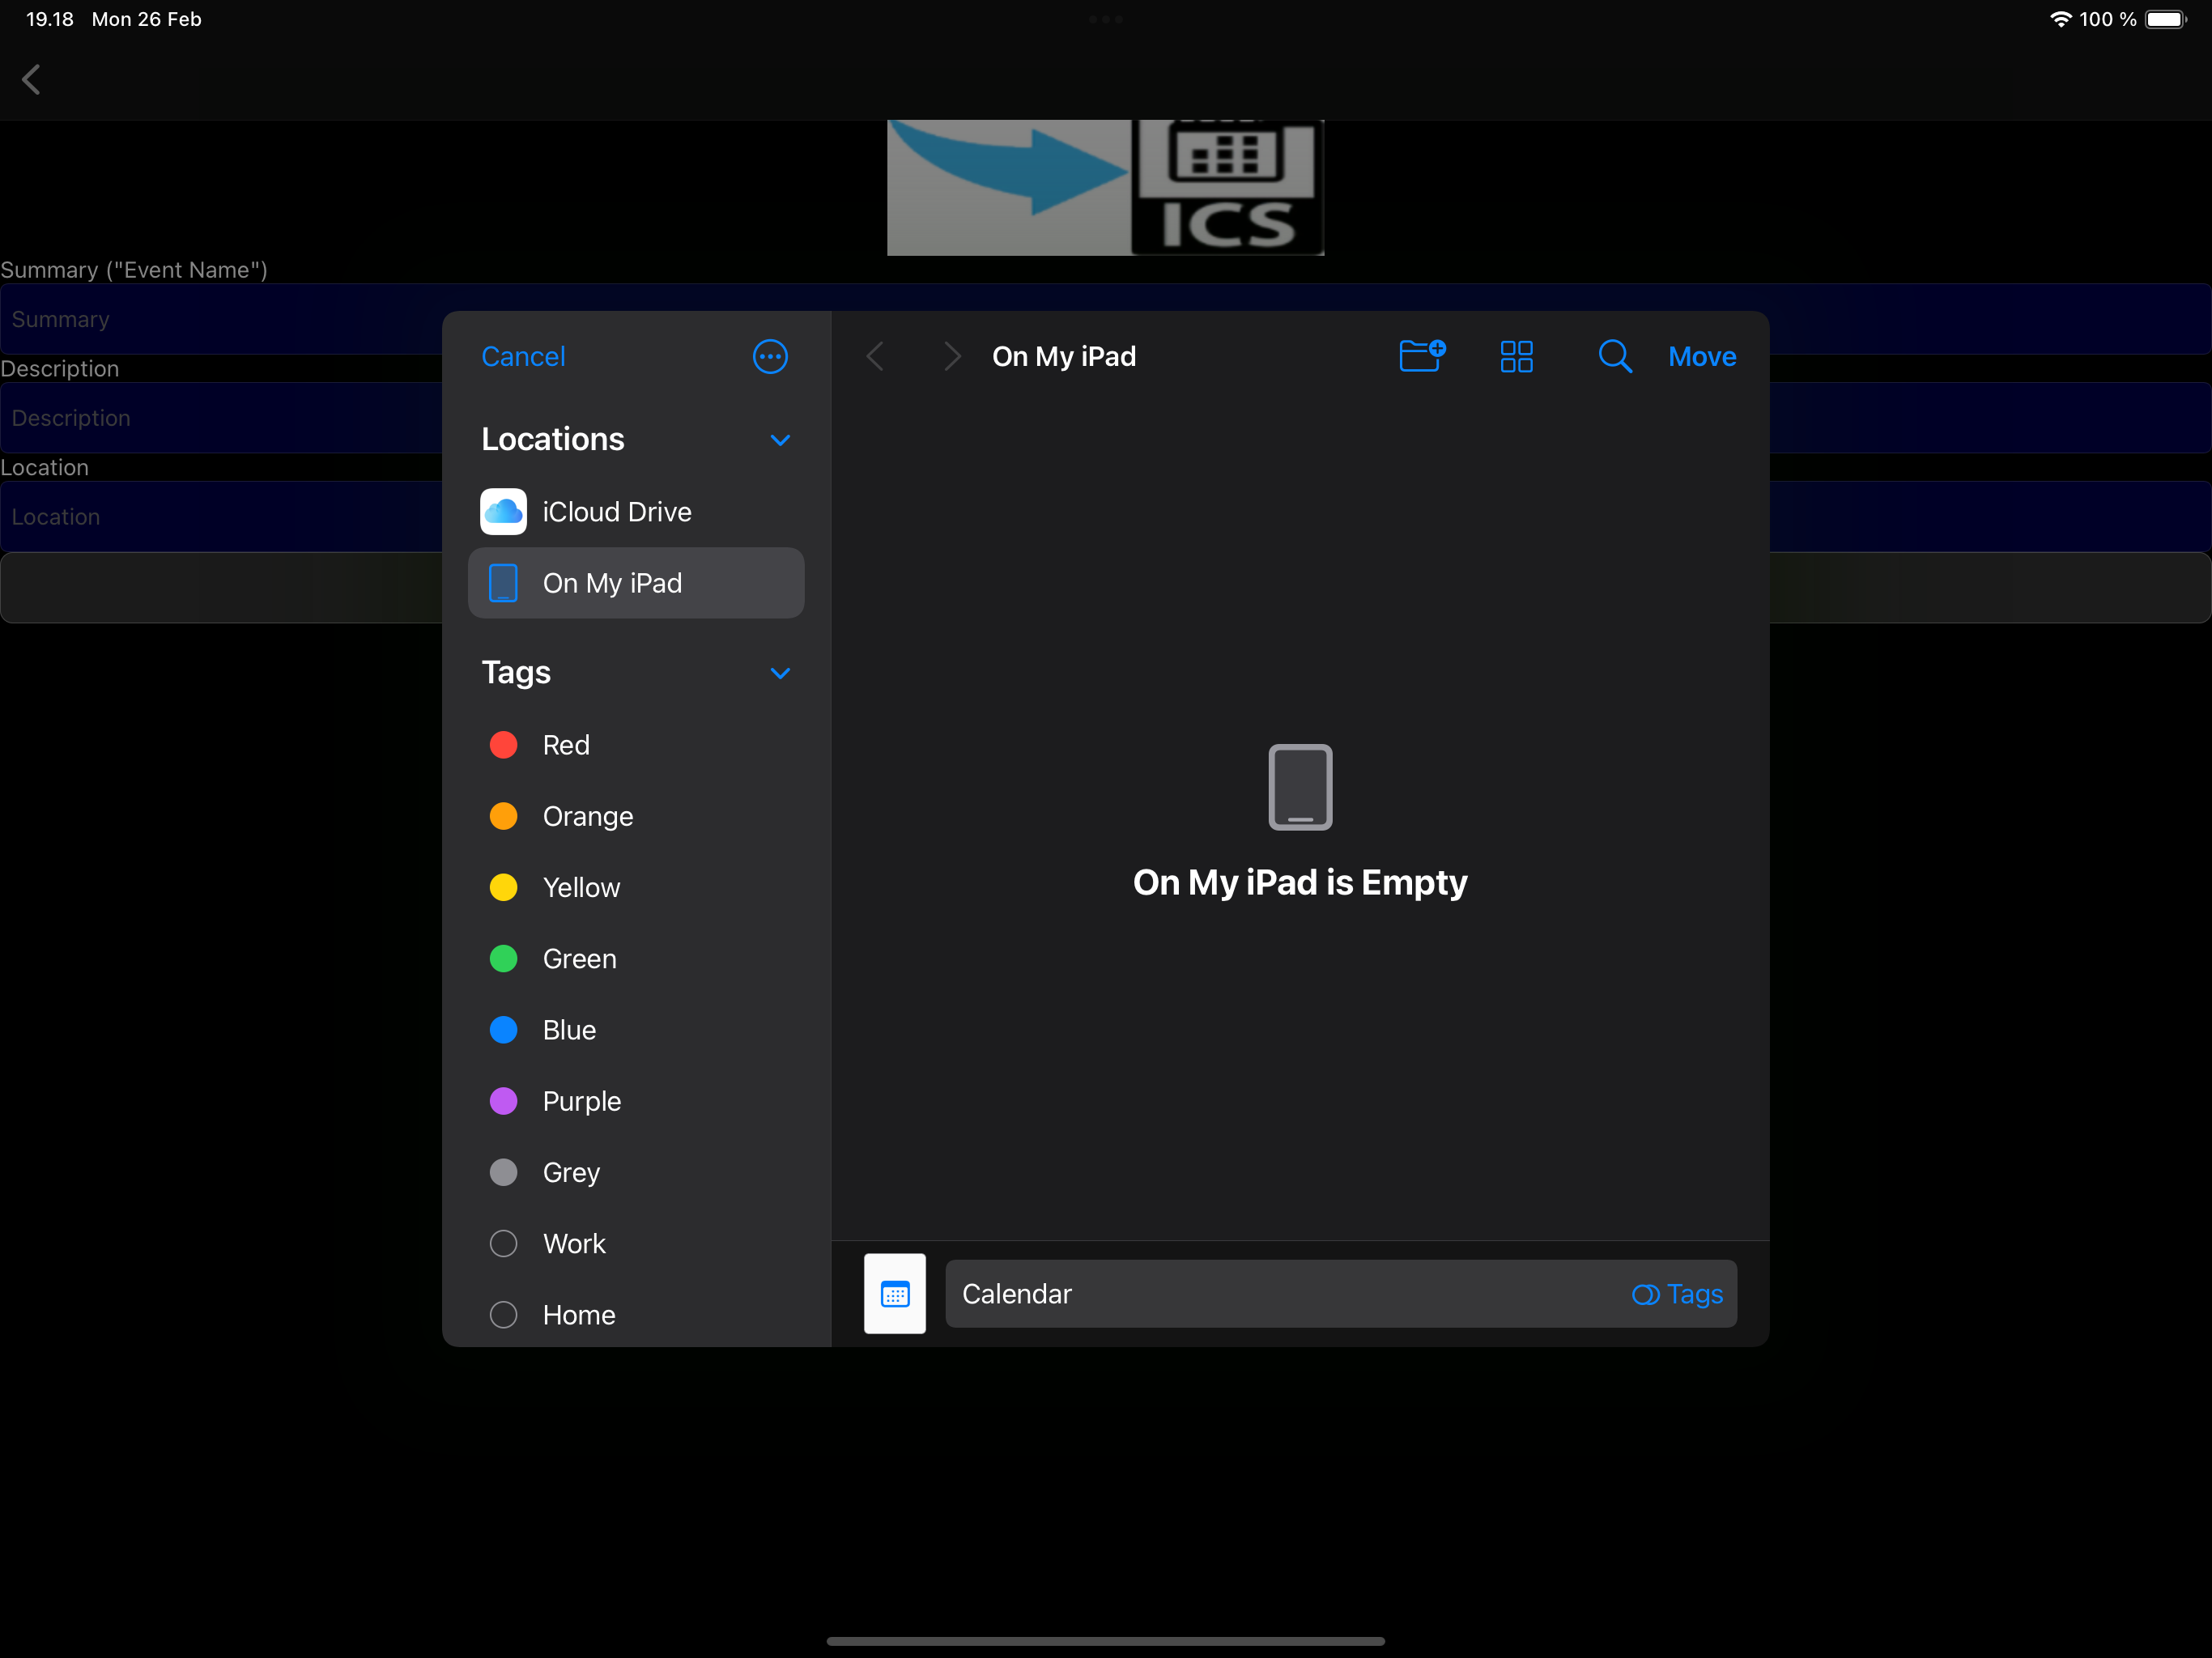 19.18 Mon 26 Feb
100 %
ICS
Summary ("Event Name")
Summary
Description
Description
Location
Location
Cancel
Locations
iCloud Drive
On My iPad
Tags
Red
Orange
Yellow
Green
Blue
Purple
Grey
Work
Home
On My iPad
Move
On My iPad is Empty
Calendar
Tags